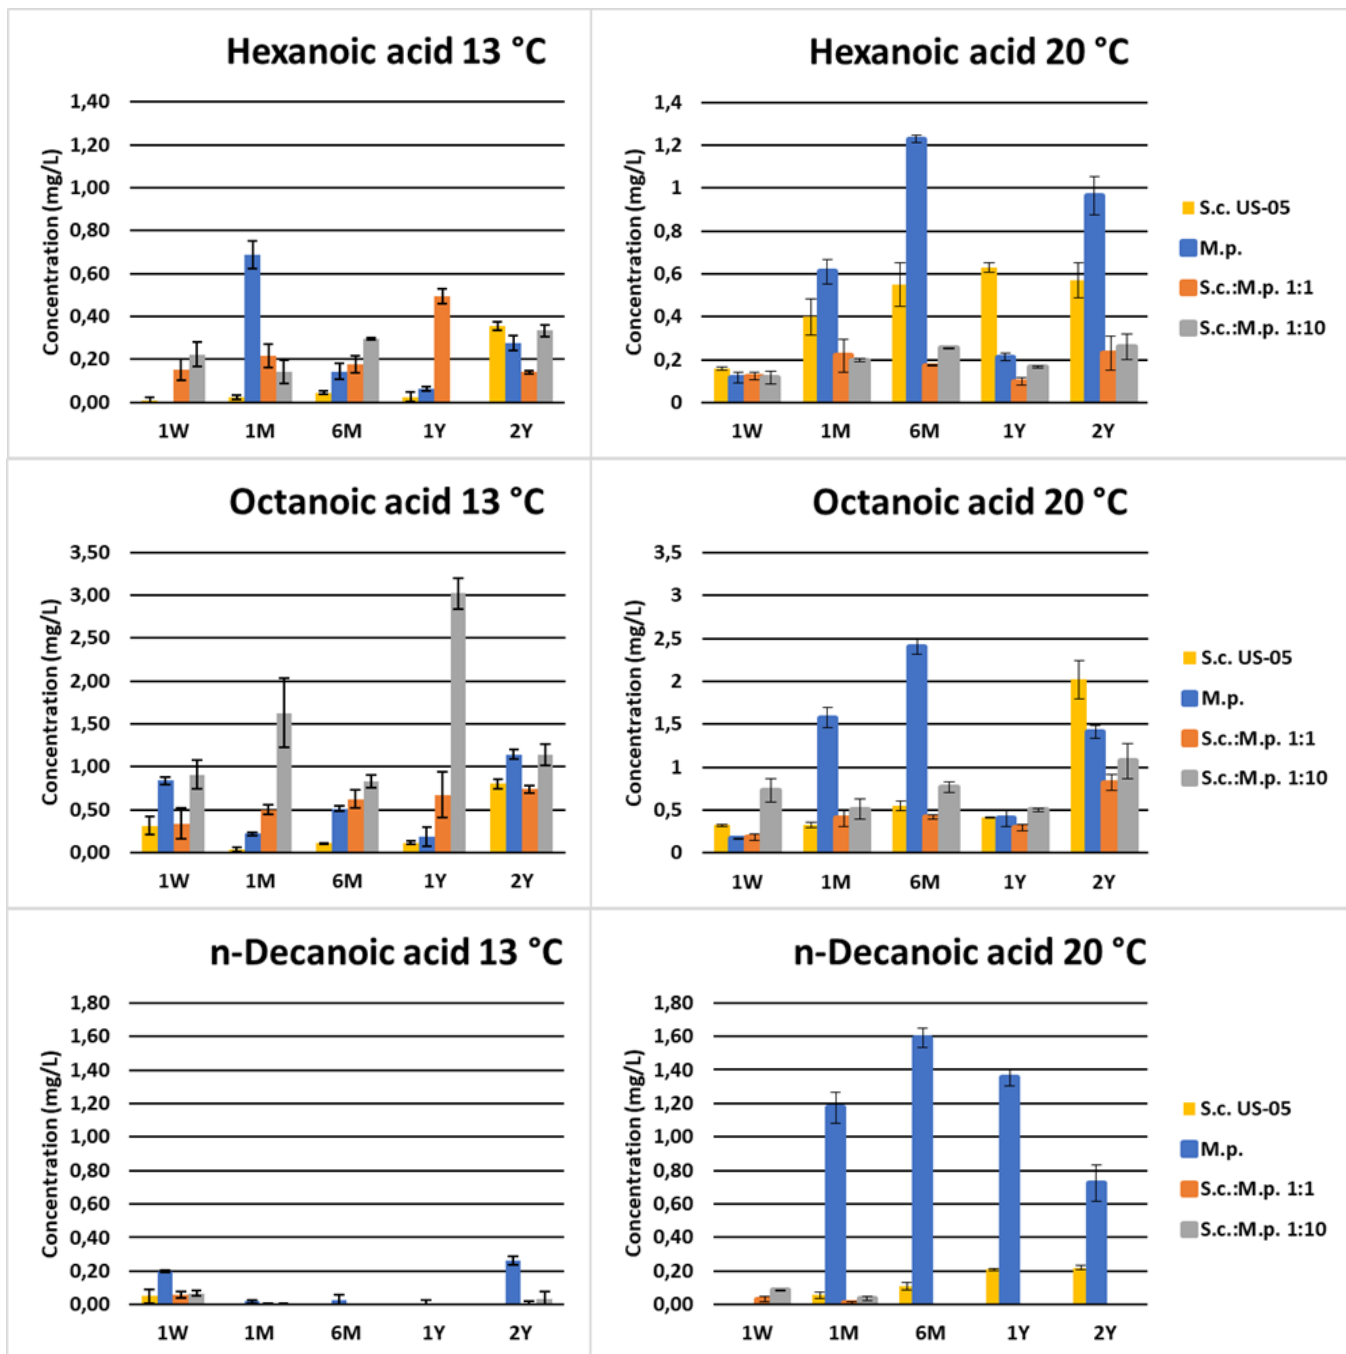 Hexanoic acid 13 °C
Concentration (mg/L)
1,40
1,20
1,00
0,80
0,60
0,40
0,20
0,00
1W 1M 6M 1Y 2Y
Hexanoic acid 20 °C
Concentration (mg/L)
1,4
1,2
1
0,8
0,6
0,4
0,2
0
1W 1M 6M 1Y 2Y
S.c. US-05
M.p.
S.c.:M.p. 1:1
S.c.:M.p. 1:10
Octanoic acid 13 °C
Concentration (mg/L)
3,50
3,00
2,50
2,00
1,50
1,00
0,50
0,00
1W 1M 6M 1Y 2Y
Octanoic acid 20 °C
Concentration (mg/L)
3,5
3
2,5
2
1,5
1
0,5
0
1W 1M 6M 1Y 2Y
S.c. US-05
M.p.
S.c.:M.p. 1:1
S.c.:M.p. 1:10
n-Decanoic acid 13 °C
Concentration (mg/L)
1,80
1,60
1,40
1,20
1,00
0,80
0,60
0,40
0,20
0,00
1W 1M 6M 1Y 2Y
n-Decanoic acid 20 °C
Concentration (mg/L)
1,80
1,60
1,40
1,20
1,00
0,80
0,60
0,40
0,20
0,00
1W 1M 6M 1Y 2Y
S.c. US-05
M.p.
S.c.:M.p. 1:1
S.c.:M.p. 1:10